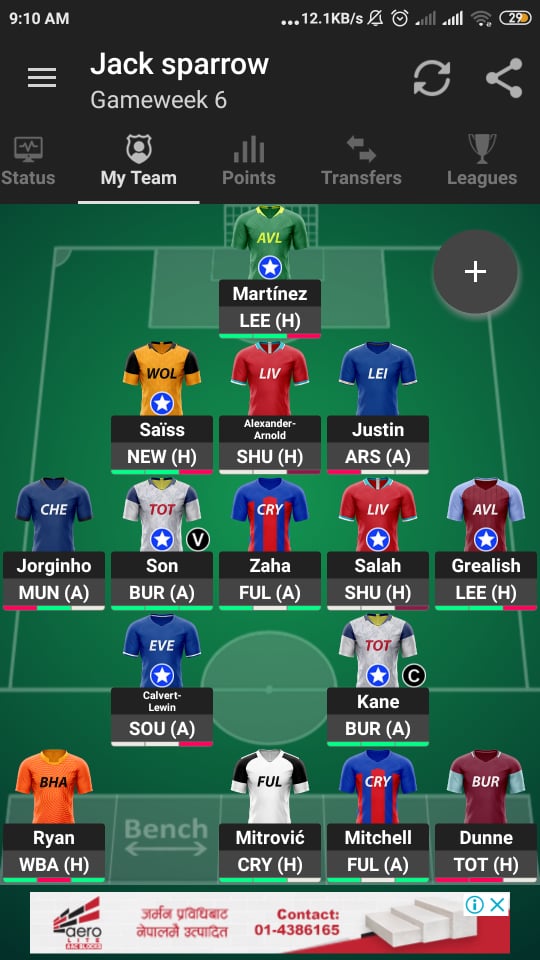 9:10 AM
...12.1KB/s
29
Jack sparrow
Gameweek 6
Status
My Team
Points
Transfers
Leagues
AVL
+
Martínez
LEE (H)
WOL
LIV
LEI
Saïss
Alexander-
Arnold
Justin
NEW (H)
SHU (H)
ARS (A)
CHE
TOT
CRY
LIV
AVL
V
Jorginho
Son
Zaha
Salah
Grealish
MUN (A)
BUR (A)
FUL (A)
SHU (H)
LEE (H)
EVE
TOT
C
Calvert-
Lewin
Kane
SOU (A)
BUR (A)
BHA
FUL
CRY
BUR
Bench
Ryan
Mitrović
Mitchell
Dunne
WBA (H)
CRY (H)
FUL (A)
TOT (H)
aero
LITE
AAC BLOCKS
जर्मन प्रविधिबाट
नेपालमै उत्पादित
Contact:
01-4386165